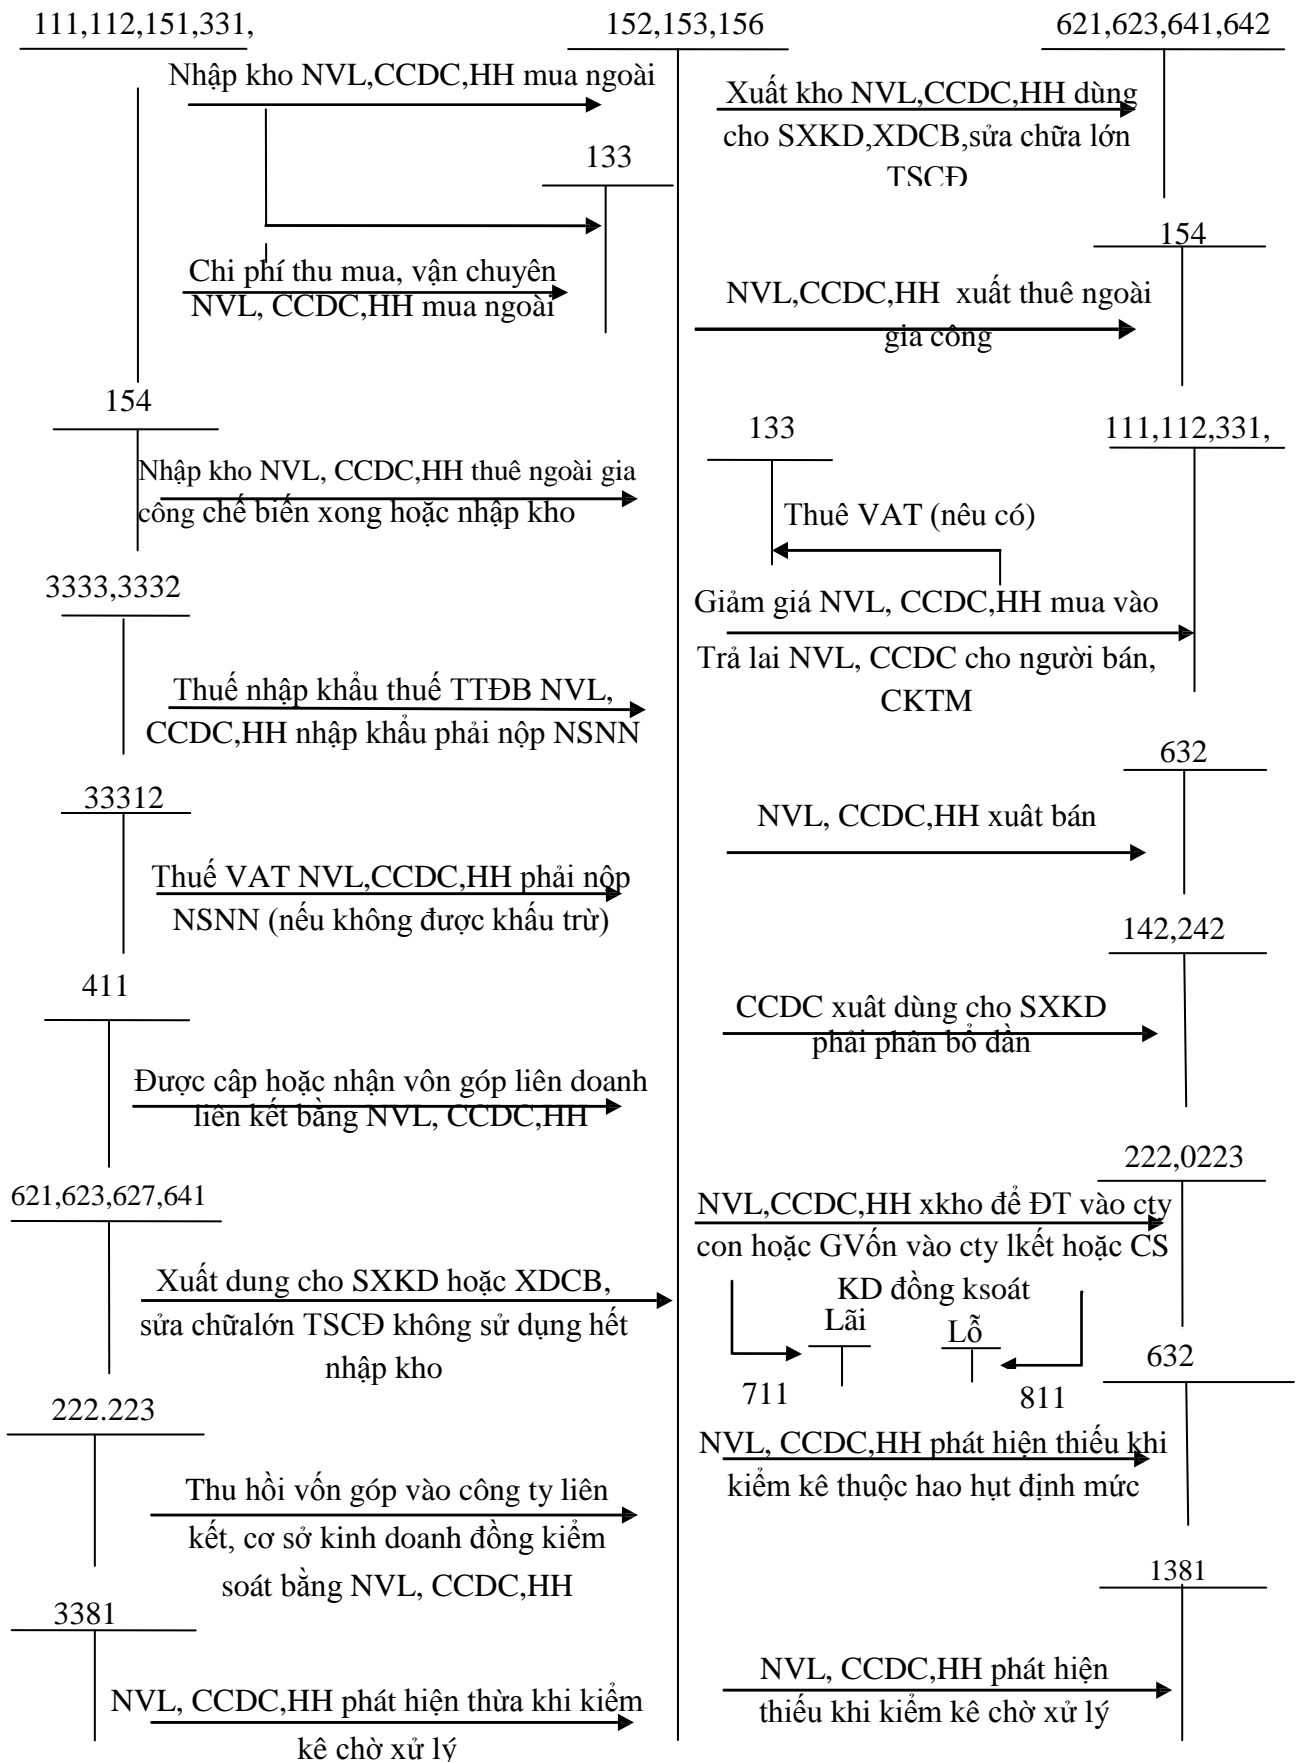 111,112,151,331,
152,153,156
621,623,641,642
Nhập kho NVL,CCDC,HH mua ngoài
Xuất kho NVL,CCDC,HH dùng
cho SXKD,XDCB,sửa chữa lớn
TSCĐ
133
Chi phí thu mua, vận chuyên
NVL, CCDC,HH mua ngoài
154
NVL,CCDC,HH xuất thuê ngoài
gia công
154
Nhập kho NVL, CCDC,HH thuê ngoài gia
công chế biến xong hoặc nhập kho
133
111,112,331,
Thuê VAT (nêu có)
Giảm giá NVL, CCDC,HH mua vào
Trả lai NVL, CCDC cho người bán,
CKTM
3333,3332
Thuế nhập khẩu thuế TTĐB NVL,
CCDC,HH nhập khẩu phải nộp NSNN
632
NVL, CCDC,HH xuât bán
33312
Thuế VAT NVL,CCDC,HH phải nộp
NSNN (nếu không được khấu trừ)
142,242
CCDC xuât dùng cho SXKD
phải phân bổ dần
411
Được câp hoặc nhận vôn góp liên doanh
liên kết bằng NVL, CCDC,HH
222,0223
NVL,CCDC,HH xkho để ĐT vào cty
con hoặc GVốn vào cty lkết hoặc CS
KD đồng ksoát
Lãi
Lỗ
711
811
621,623,627,641
Xuất dung cho SXKD hoặc XDCB,
sửa chữalớn TSCĐ không sử dụng hết
nhập kho
632
NVL, CCDC,HH phát hiện thiếu khi
kiểm kê thuộc hao hụt định mức
222.223
Thu hồi vốn góp vào công ty liên
kết, cơ sở kinh doanh đồng kiểm
soát bằng NVL, CCDC,HH
1381
NVL, CCDC,HH phát hiện
thiếu khi kiểm kê chờ xử lý
3381
NVL, CCDC,HH phát hiện thừa khi kiểm
kê chờ xử lý